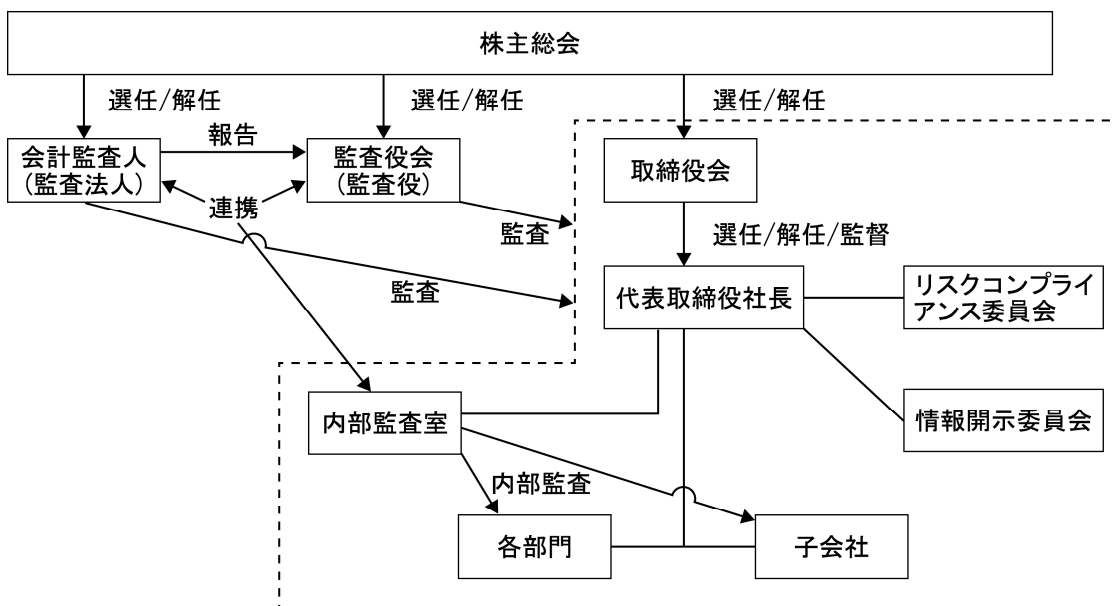 株主総会
選任/解任
選任/解任
選任/解任
報告
会計監査人
（監査法人）
監査役会
（監査役）
取締役会
連携
監査
選任/解任/監督
監査
代表取締役社長
リスクコンプライ
アンス委員会
内部監査室
情報開示委員会
内部監査
各部門
子会社